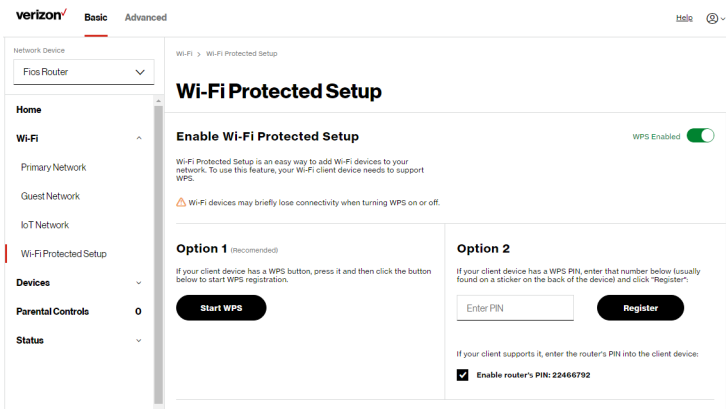 verizon
Basic
Advanced
Help
Network Device
Fios Router
Home
Wi-Fi
Primary Network
Guest Network
IoT Network
Wi-Fi Protected Setup
Devices
Parental Controls 0
Status
Wi-Fi > Wi-Fi Protected Setup
Wi-Fi Protected Setup
Enable Wi-Fi Protected Setup
WPS Enabled
Wi-Fi Protected Setup is an easy way to add Wi-Fi devices to your
network. To use this feature, your Wi-Fi client device needs to support
WPS.
Wi-Fi devices may briefly lose connectivity when turning WPS on or off.
Option 1 (Recomended)
If your client device has a WPS button, press it and then click the button
below to start WPS registration.
Start WPS
Option 2
If your client device has a WPS PIN, enter that number below (usually
found on a sticker on the back of the device) and click "Register":
Enter PIN
Register
If your client supports it, enter the router's PIN into the client device:
Enable router's PIN: 22466792